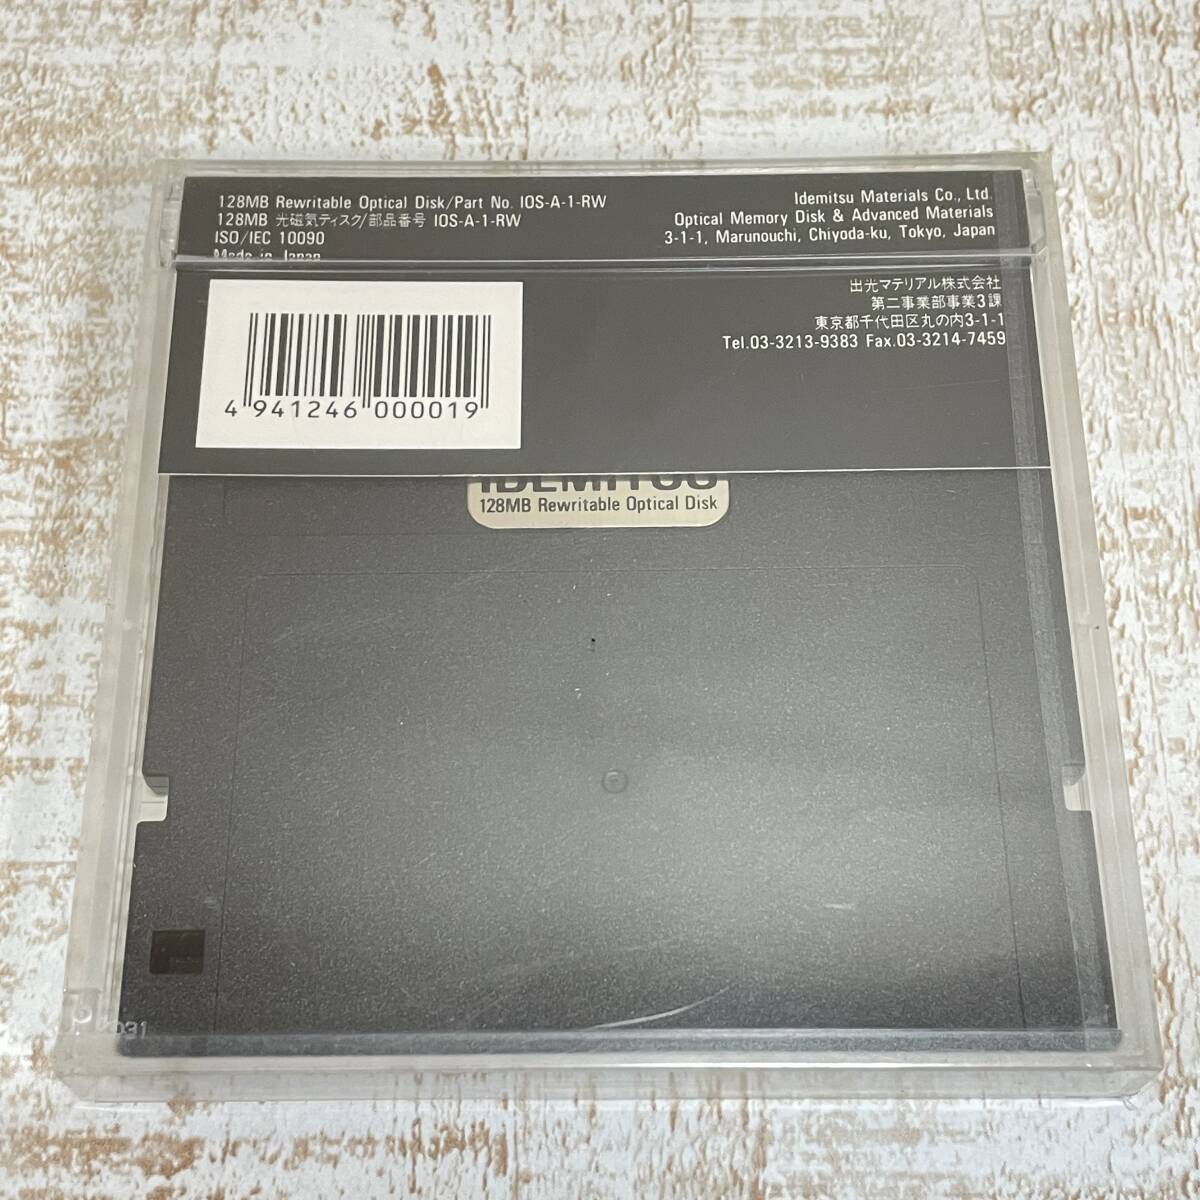 128MB Rewritable Optical Disk/Part No. IOS-A-1-RW
128MB 光磁気ディスク/部品番号 IOS-A-1-RW
ISO/IEC 10090
Made in Japan
Idemitsu Materials Co., Ltd.
Optical Memory Disk & Advanced Materials
3-1-1, Marunouchi, Chiyoda-ku, Tokyo, Japan
出光マテリアル株式会社
第二事業部事業3課
東京都千代田区丸の内3-1-1
Tel.03-3213-9383 Fax.03-3214-7459
4 941246 000019
IDEMITSU
128MB Rewritable Optical Disk